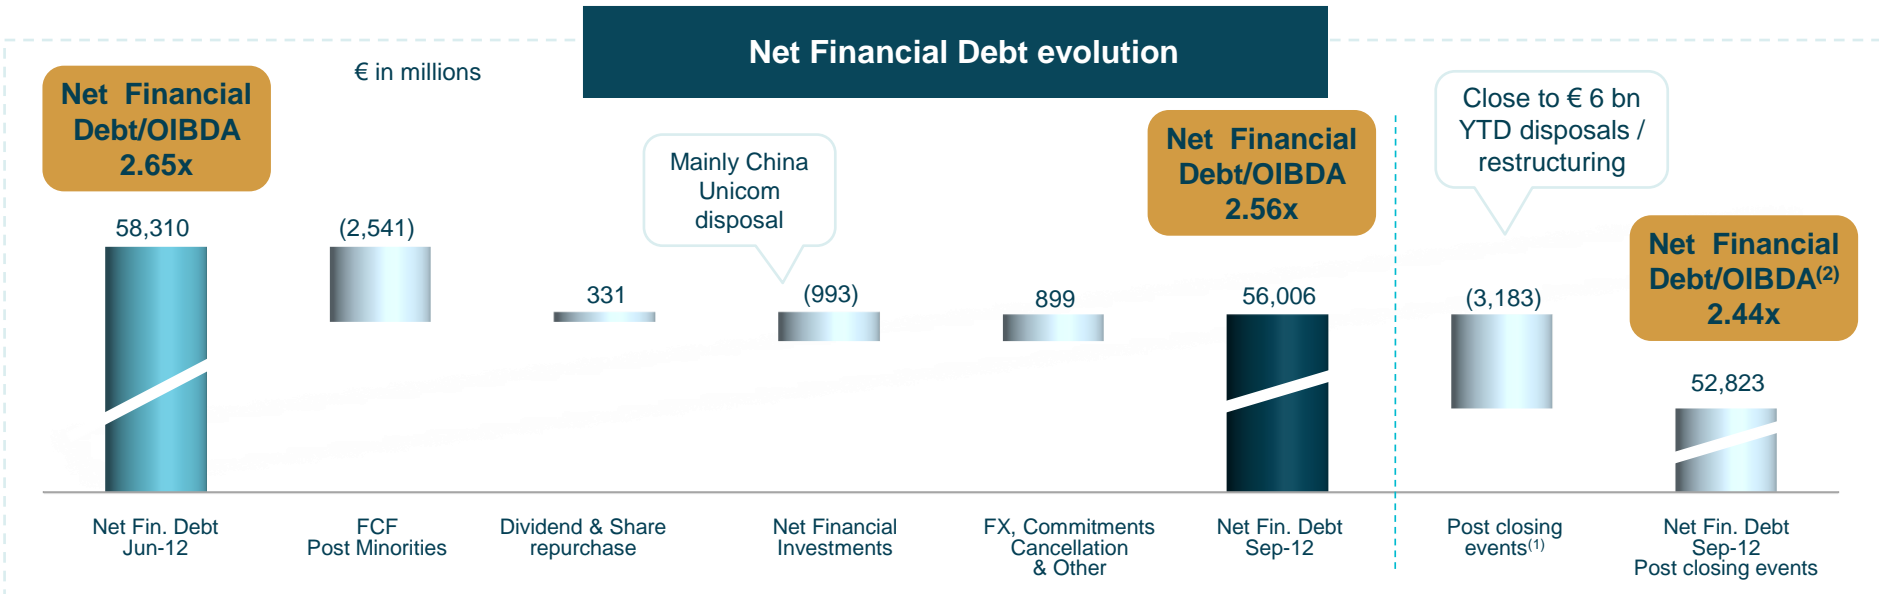 Net Financial Debt evolution
€ in millions
Net Financial
Debt/OIBDA
2.65x
Mainly China
Unicom
disposal
Net Financial
Debt/OIBDA
2.56x
Close to € 6 bn
YTD disposals /
restructuring
Net Financial
Debt/OIBDA(2)
2.44x
58,310
(2,541)
331
(993)
899
56,006
(3,183)
52,823
Net Fin. Debt
Jun-12
FCF
Post Minorities
Dividend & Share
repurchase
Net Financial
Investments
FX, Commitments
Cancellation
& Other
Net Fin. Debt
Sep-12
Post closing
events(1)
Net Fin. Debt
Sep-12
Post closing events